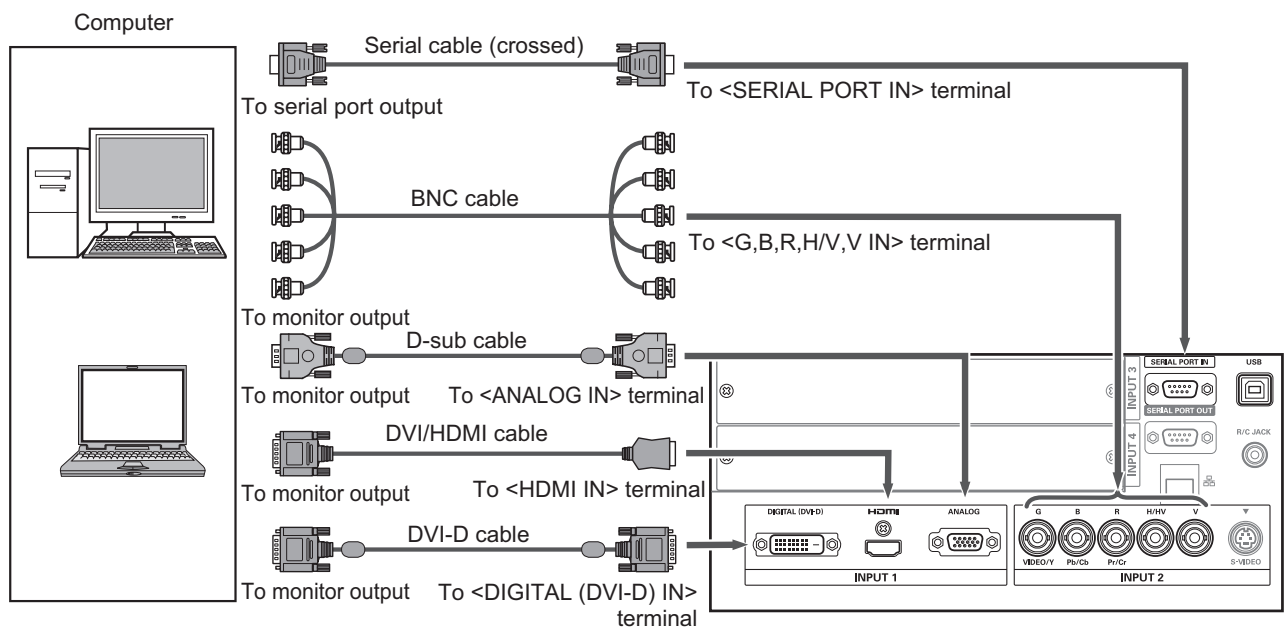 Computer
Serial cable (crossed)
To serial port output
To <SERIAL PORT IN> terminal
BNC cable
To <G,B,R,H/V,V IN> terminal
To monitor output
D-sub cable
To monitor output
To <ANALOG IN> terminal
DVI/HDMI cable
To monitor output
To <HDMI IN> terminal
DVI-D cable
To monitor output
To <DIGITAL (DVI-D) IN>
terminal
INPUT 3
SERIAL PORT IN
USB
SERIAL PORT OUT
INPUT 4
R/C JACK
DIGITAL (DVI-D)
HDMI
ANALOG
INPUT 1
G B R H/HV V
VIDEO/Y Pb/Cb Pr/Cr
S-VIDEO
INPUT 2